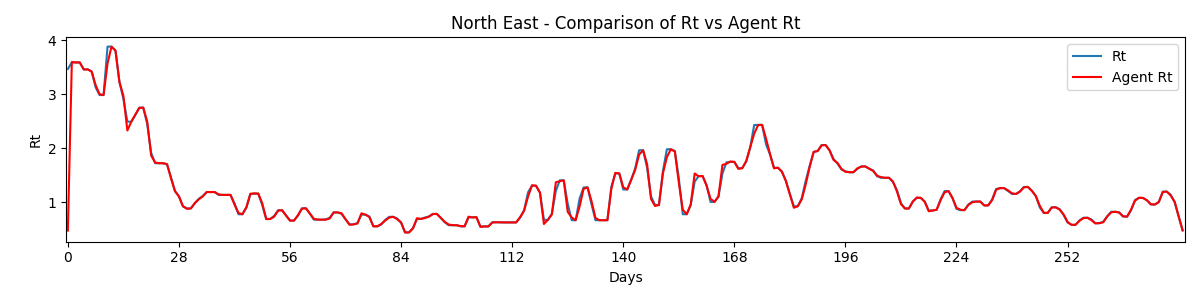 North East - Comparison of Rt vs Agent Rt
Rt
Agent Rt
4
3
2
1
Rt
0 28 56 84 112 140 168 196 224 252
Days